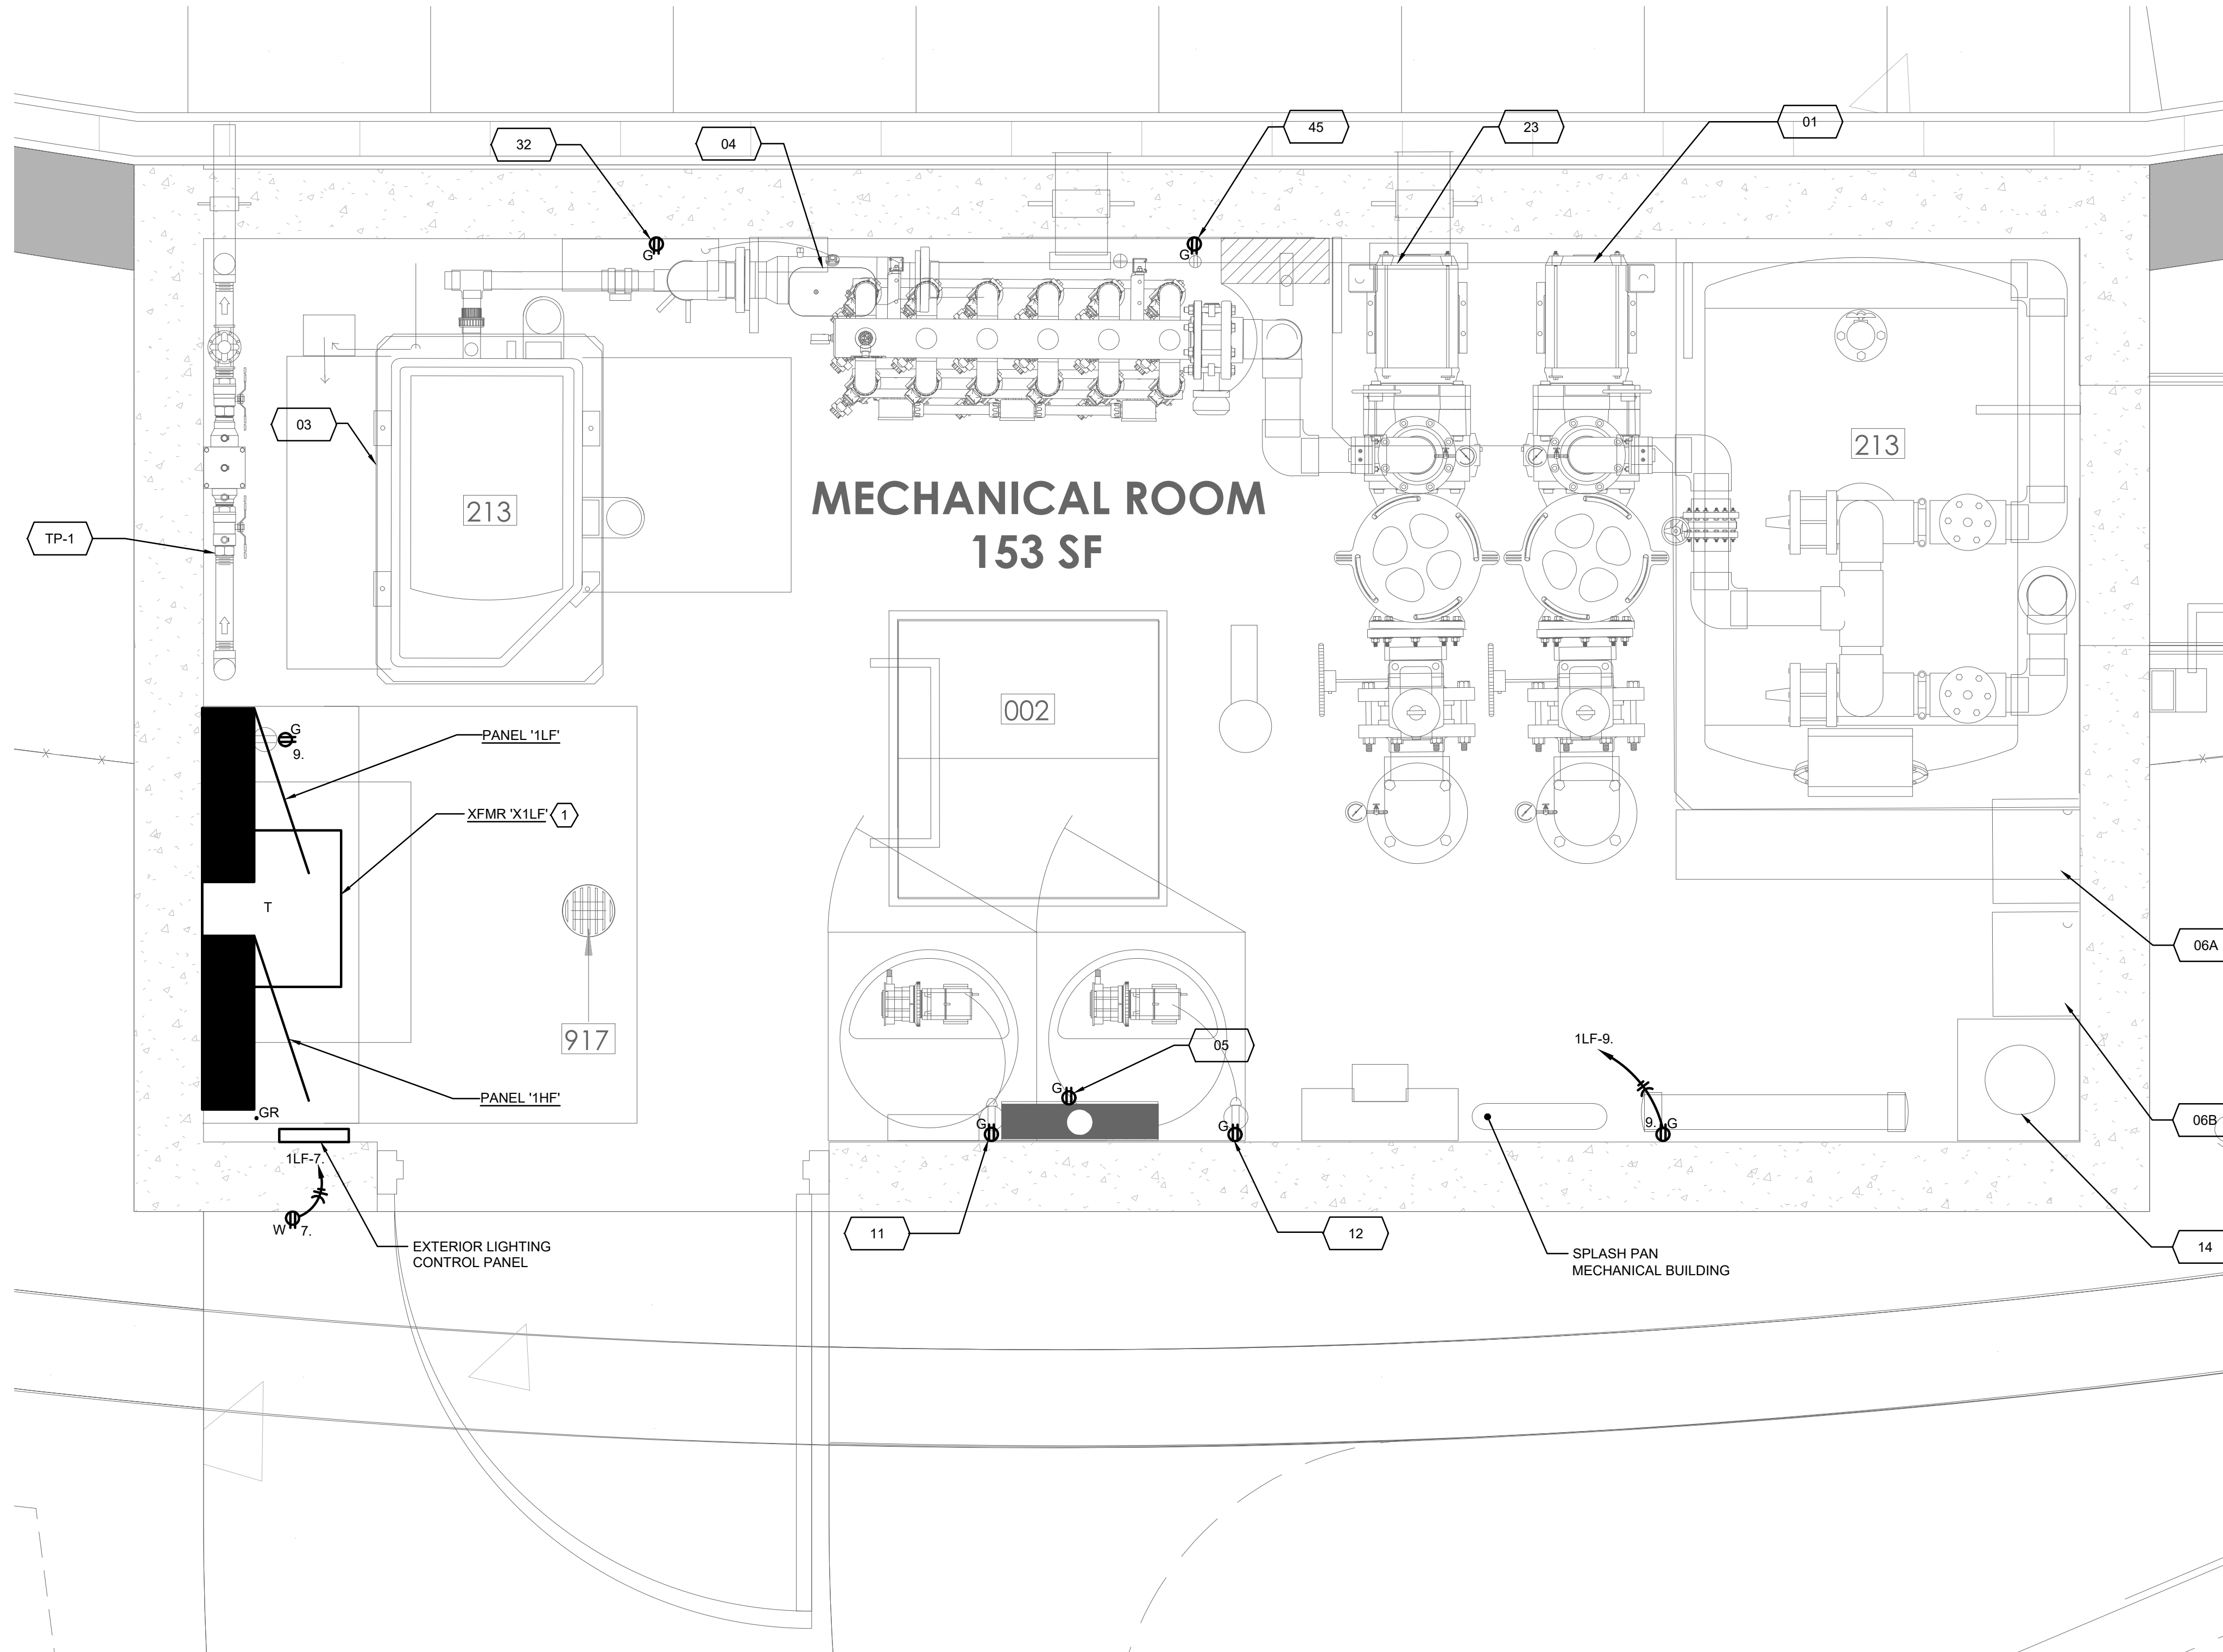 01
45
23
32
04
G
G
03
213
213
MECHANICAL ROOM
153 SF
TP-1
002
G
9.
PANEL '1LF'
XFMR 'X1LF' 1
T
06A
917
1LF-9.
05
G
PANEL '1HF'
GR
G
G
9. G
06B
1LF-7.
W 7.
11
12
14
EXTERIOR LIGHTING
CONTROL PANEL
SPLASH PAN
MECHANICAL BUILDING